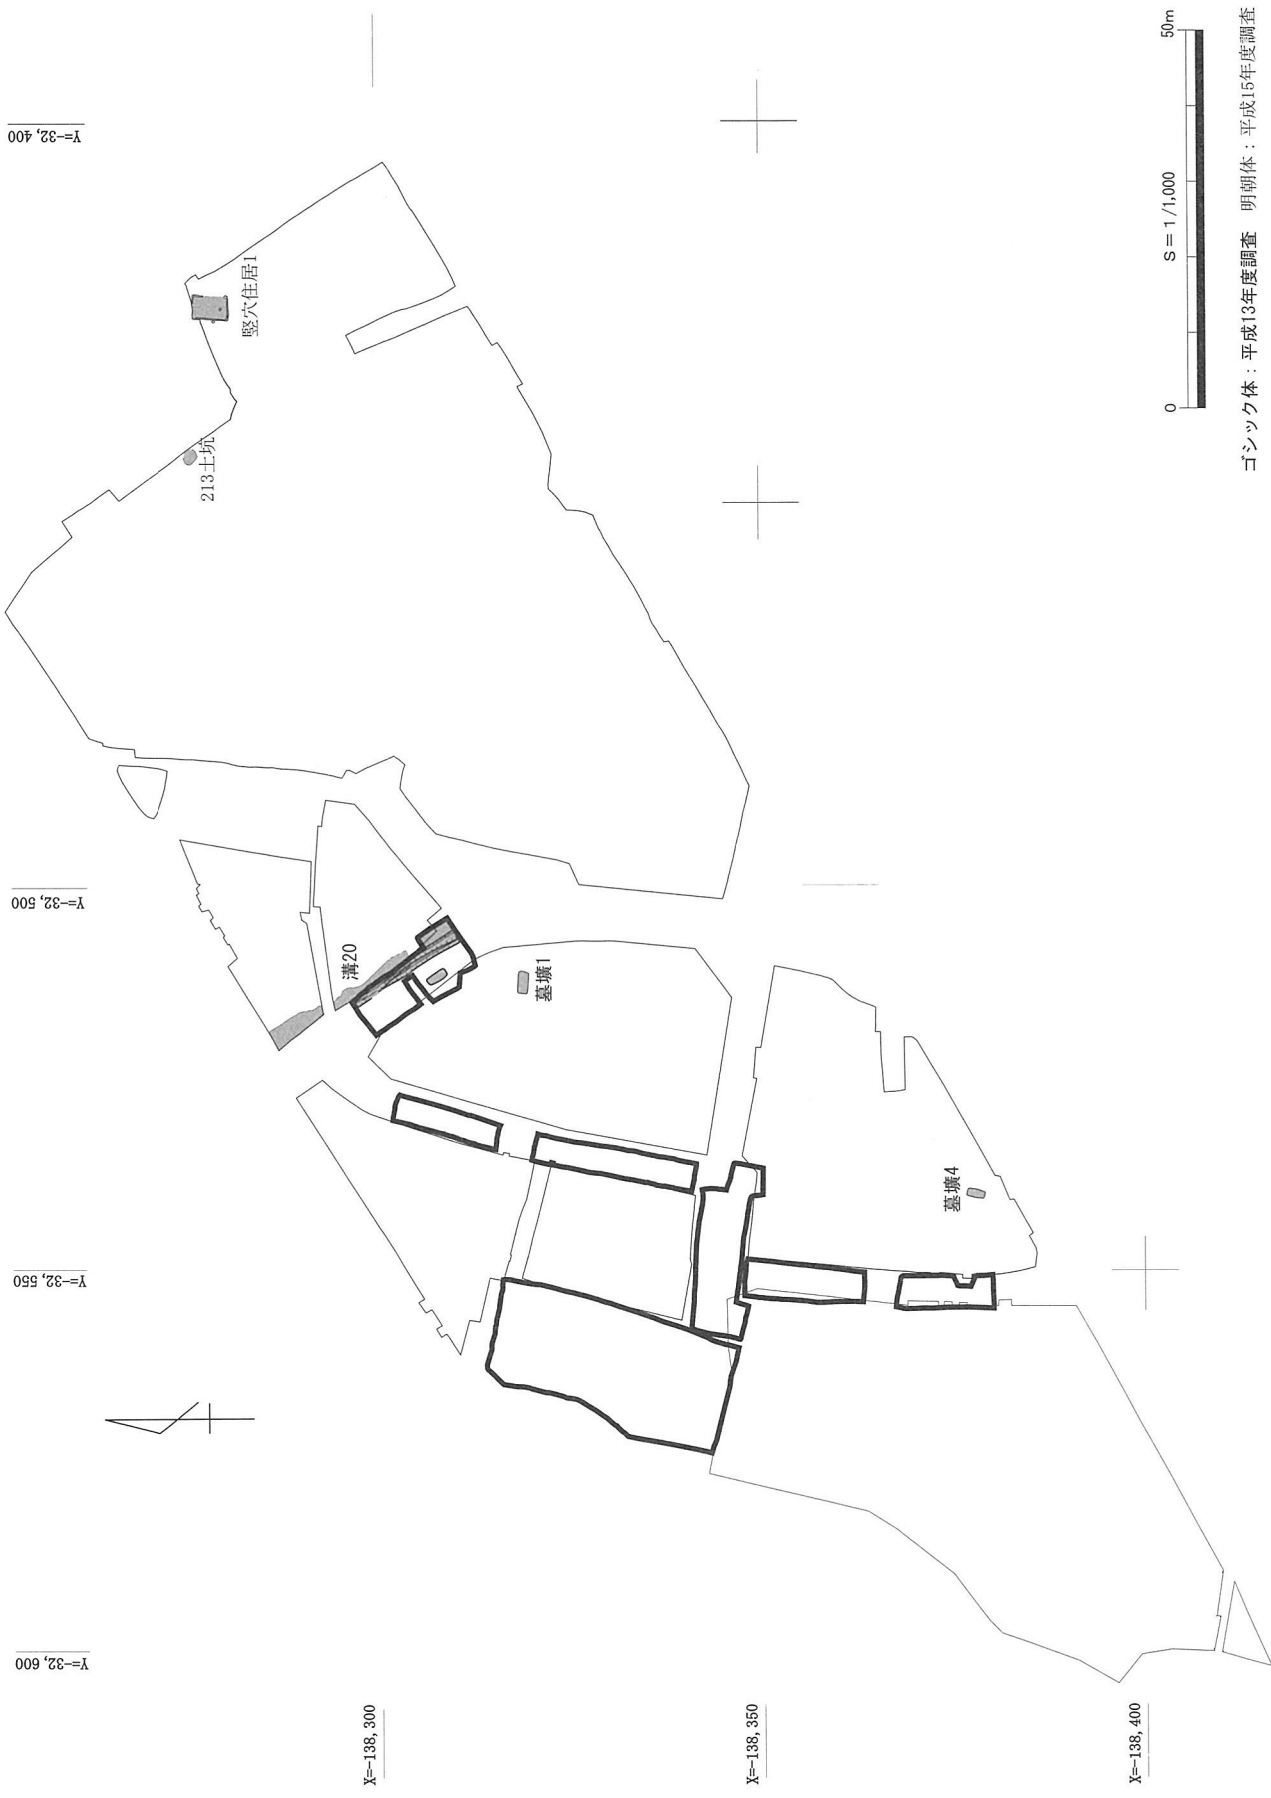 Y=-32,400
Y=-32,500
Y=-32,550
Y=-32,600
X=-138,300
X=-138,350
X=-138,400
竪穴住居1
213土坑
溝20
墓壙1
墓壙4
0
S = 1/1,000
50m
ゴシック体：平成13年度調査　明朝体：平成15年度調査